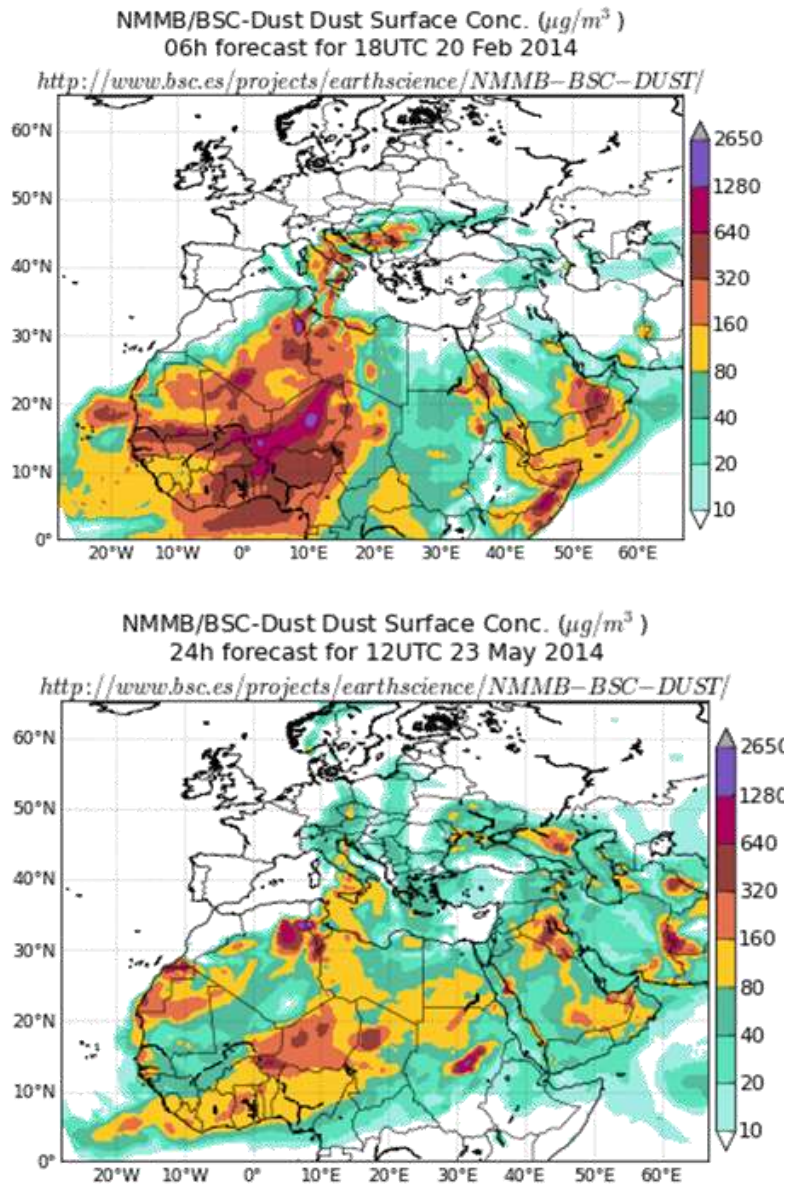 NMMB/BSC-Dust Dust Surface Conc. (μg/m³ )
06h forecast for 18UTC 20 Feb 2014
http://www.bsc.es/projects/earthscience/NMMB−BSC−DUST/
60°N
50°N
40°N
30°N
20°N
10°N
0°
20°W 10°W 0° 10°E 20°E 30°E 40°E 50°E 60°E
2650
1280
640
320
160
80
40
20
10
NMMB/BSC-Dust Dust Surface Conc. (μg/m³ )
24h forecast for 12UTC 23 May 2014
http://www.bsc.es/projects/earthscience/NMMB−BSC−DUST/
60°N
50°N
40°N
30°N
20°N
10°N
0°
20°W 10°W 0° 10°E 20°E 30°E 40°E 50°E 60°E
2650
1280
640
320
160
80
40
20
10